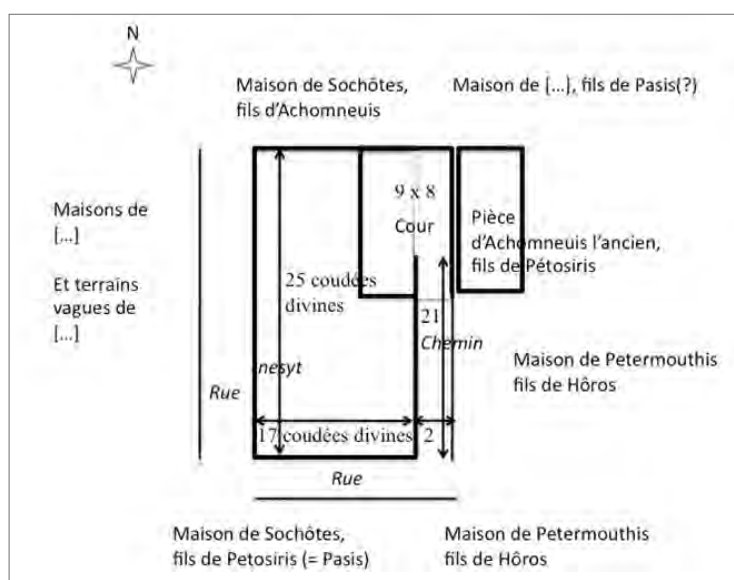 N
Maison de Sochôtes,
fils d'Achomneuis
Maison de [...], fils de Pasis(?)
Maisons de
[...]
Et terrains
vagues de
[...]
9 x 8
Cour
Pièce
d'Achomneuis l'ancien,
fils de Pétosiris
25 coudées
divines
21
Chemin
nesyt
Rue
Maison de Petermouthis
fils de Hôros
17 coudées divines
2
Rue
Maison de Sochôtes,
fils de Petosiris (= Pasis)
Maison de Petermouthis
fils de Hôros